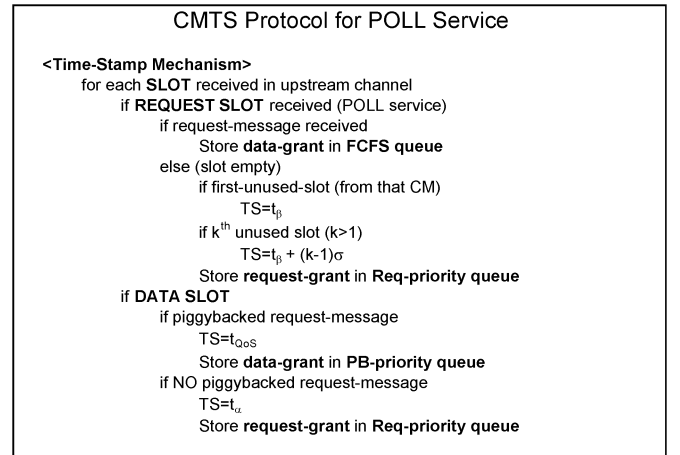 CMTS Protocol for POLL Service
<Time-Stamp Mechanism>
for each SLOT received in upstream channel
if REQUEST SLOT received (POLL service)
if request-message received
Store data-grant in FCFS queue
else (slot empty)
if first-unused-slot (from that CM)
TS=tβ
if kth unused slot (k>1)
TS=tβ + (k-1)σ
Store request-grant in Req-priority queue
if DATA SLOT
if piggybacked request-message
TS=tQoS
Store data-grant in PB-priority queue
if NO piggybacked request-message
TS=tα
Store request-grant in Req-priority queue